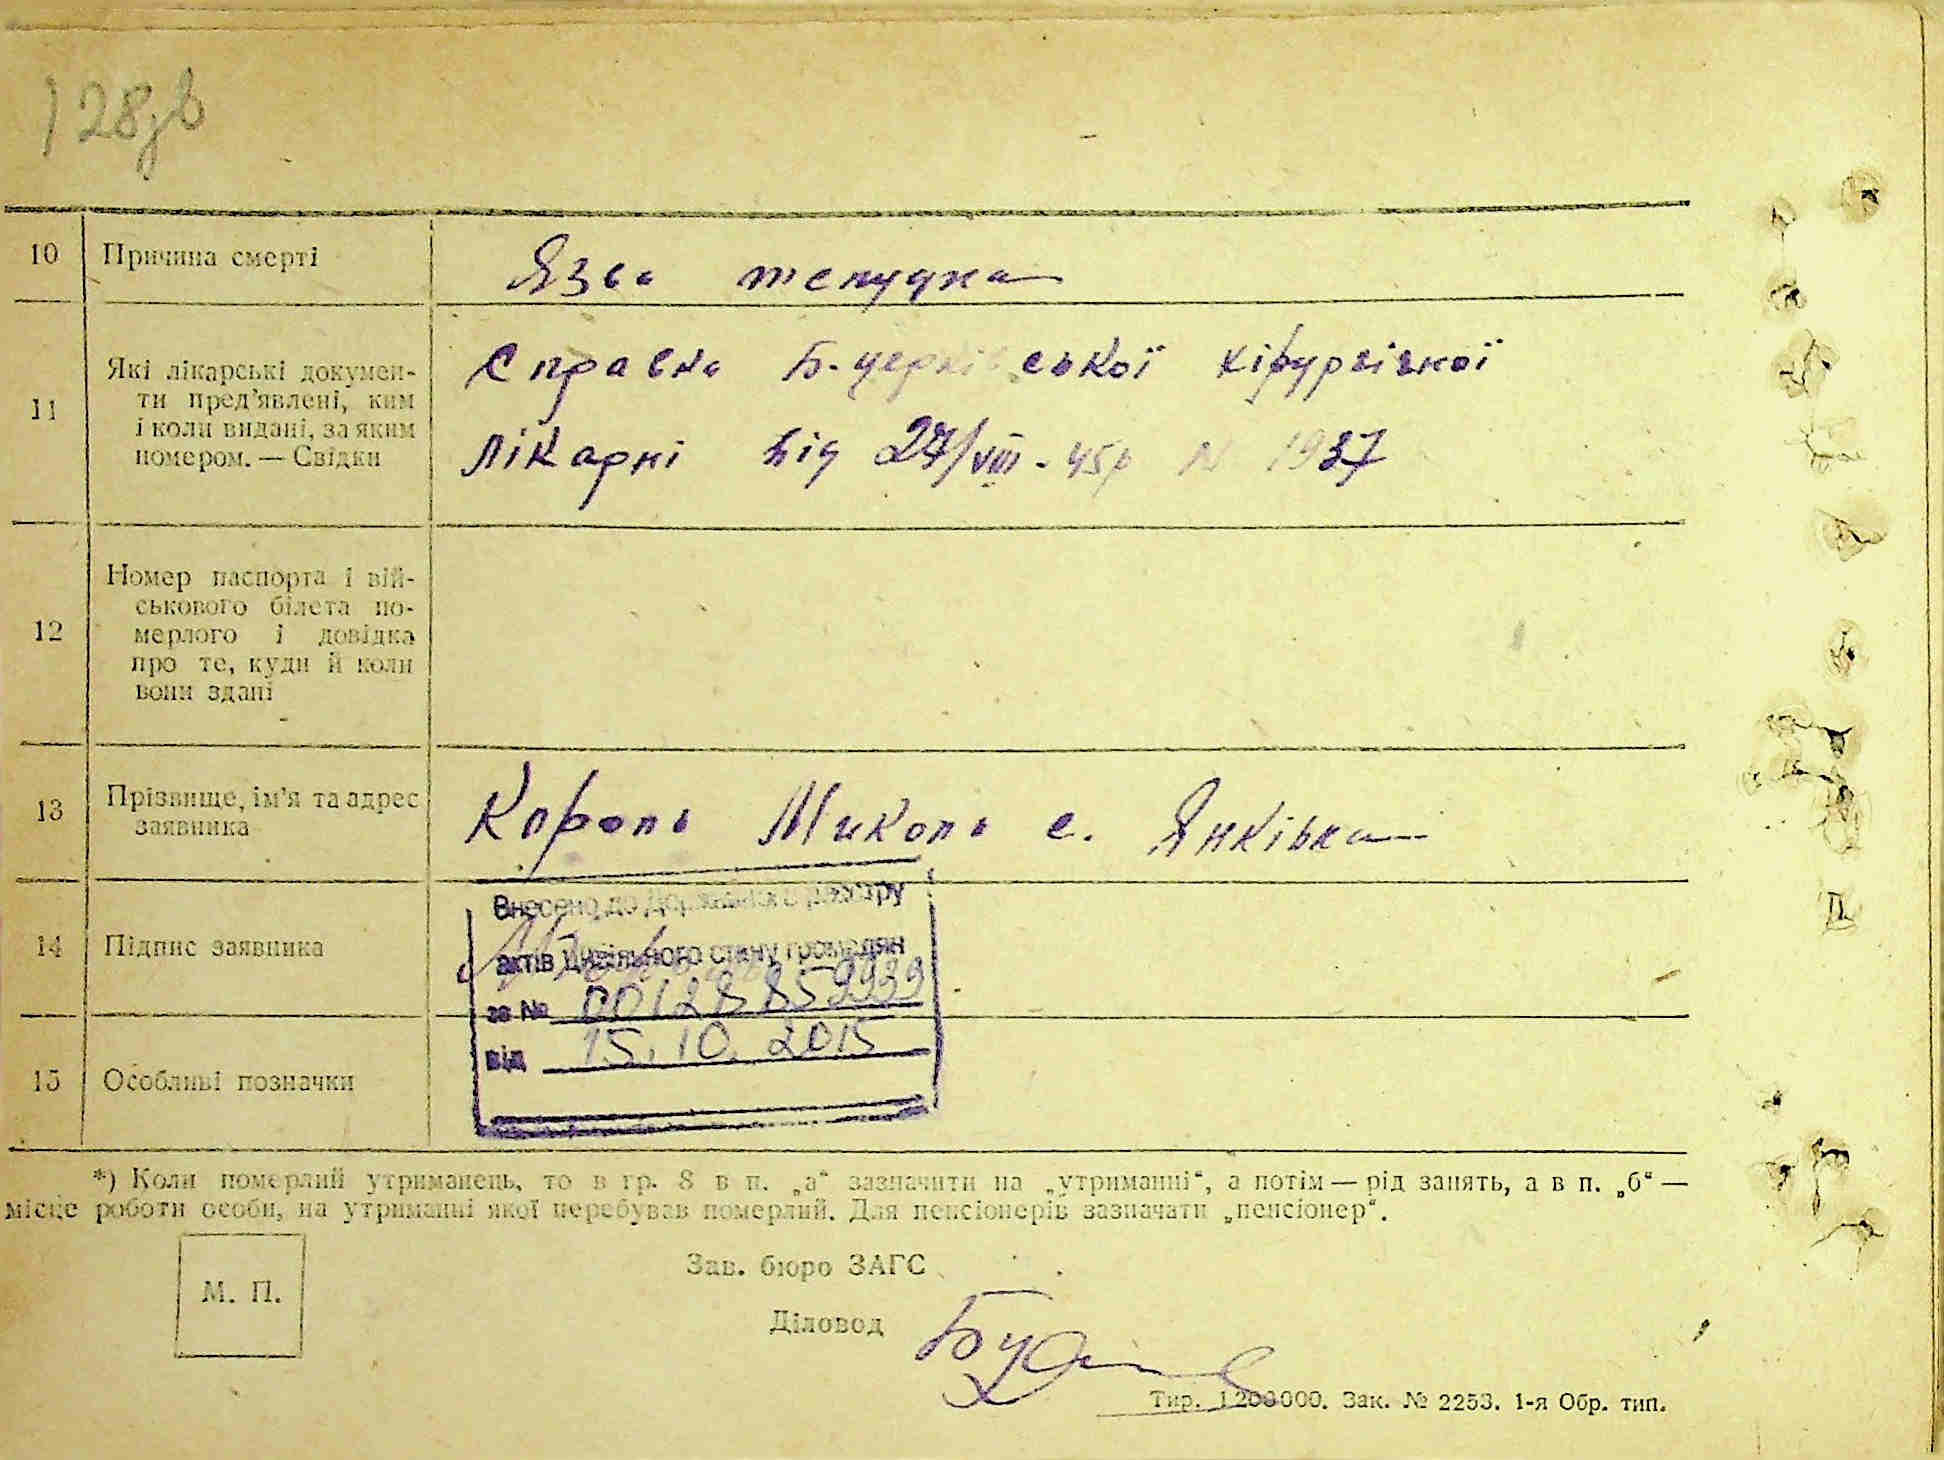 128зв
10 Причина смерті Язва желудка
11 Які лікарські докумен-
ти пред'явлені, ким
і коли видані, за яким
номером. — Свідки
Справка Б-церківської хірургічної
лікарні від 27/VIII-45р N 1937
12 Номер паспорта і вій-
ськового білета по-
мерлого і довідка
про те, куди й коли
вони здані
13 Прізвище, ім'я та адрес
заявника
Король Микола с. Янківка
14 Підпис заявника
Внесено до державного реєстру
актів цивільного стану громадян
за № 00128859939
від 15.10.2015
15 Особливі позначки
*) Коли померлий утриманець, то в гр. 8 в п. „а“ зазначити на „утриманні“, а потім — рід занять, а в п. „б“ —
місце роботи особи, на утриманні якої перебував померлий. Для пенсіонерів зазначати „пенсіонер“.
М. П.
Зав. бюро ЗАГС
Діловод
Тир. 1200000. Зак. № 2253. 1-я Обр. тип.